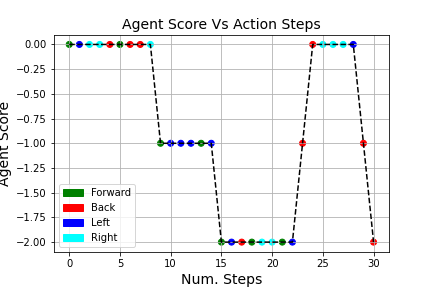 Agent Score Vs Action Steps
0.00
−0.25
−0.50
−0.75
−1.00
−1.25
−1.50
−1.75
−2.00
Agent Score
Forward
Back
Left
Right
0 5 10 15 20 25 30
Num. Steps